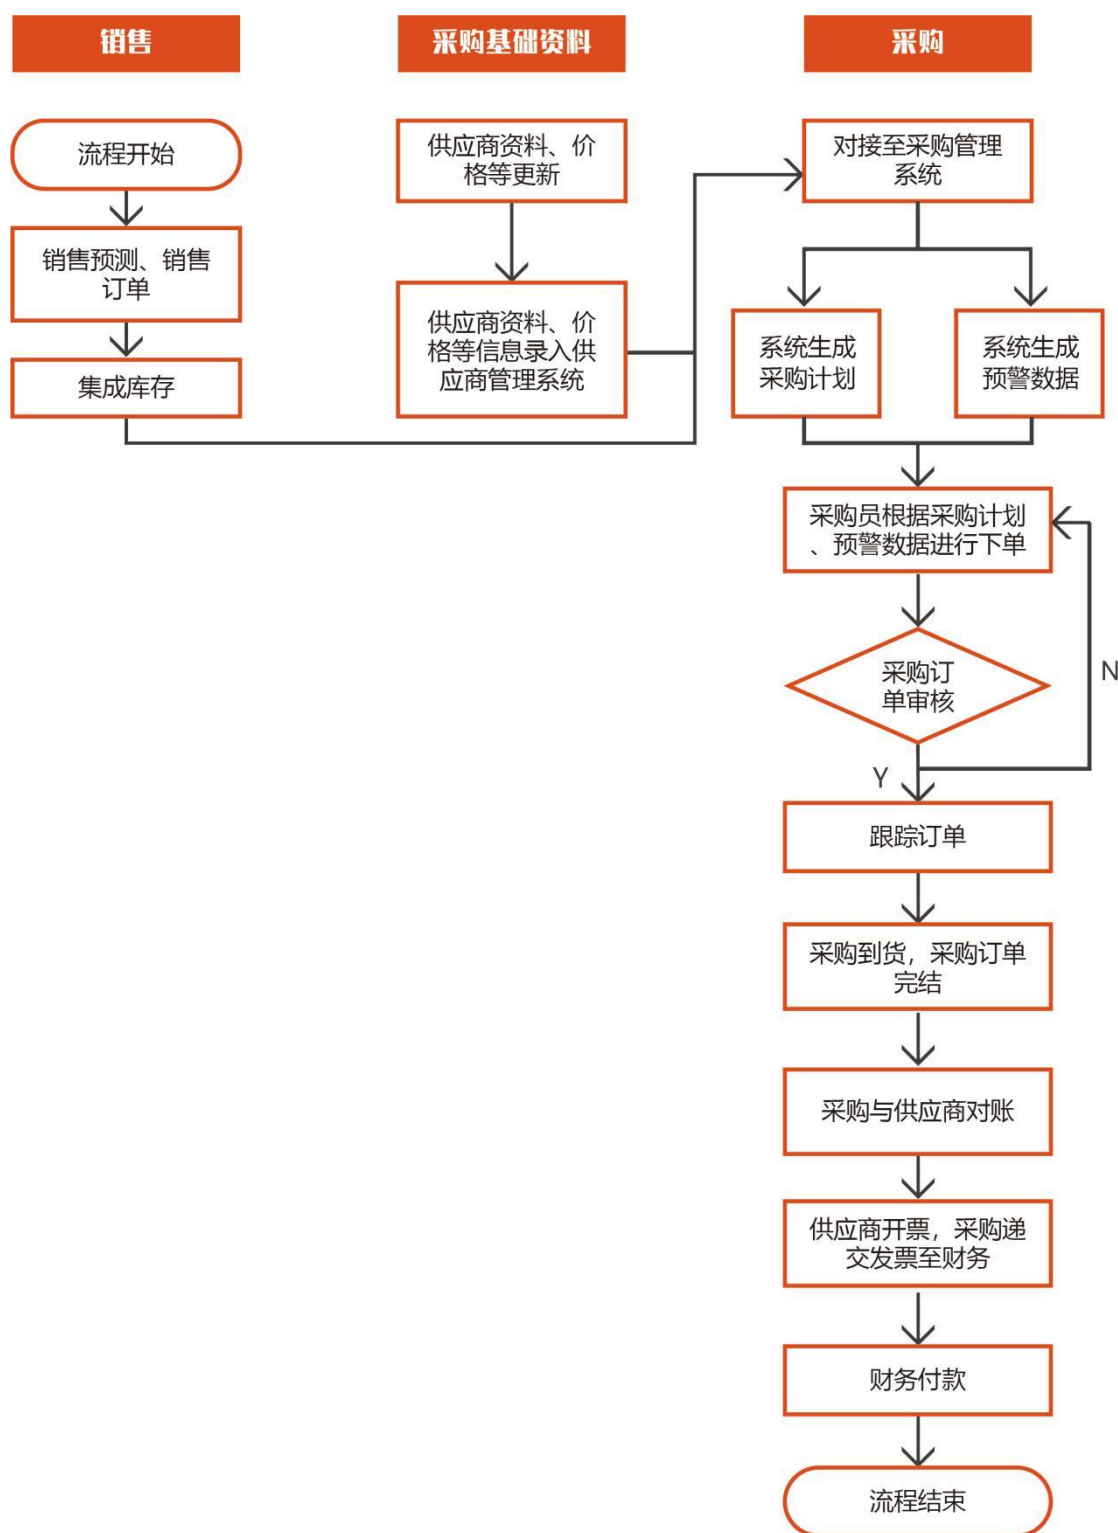 销售
采购基础资料
采购
流程开始
销售预测、销售
订单
集成库存
供应商资料、价
格等更新
供应商资料、价
格等信息录入供
应商管理系统
对接至采购管理
系统
系统生成
采购计划
系统生成
预警数据
采购员根据采购计划
、预警数据进行下单
采购订
单审核
N
Y
跟踪订单
采购到货，采购订单
完结
采购与供应商对账
供应商开票，采购递
交发票至财务
财务付款
流程结束